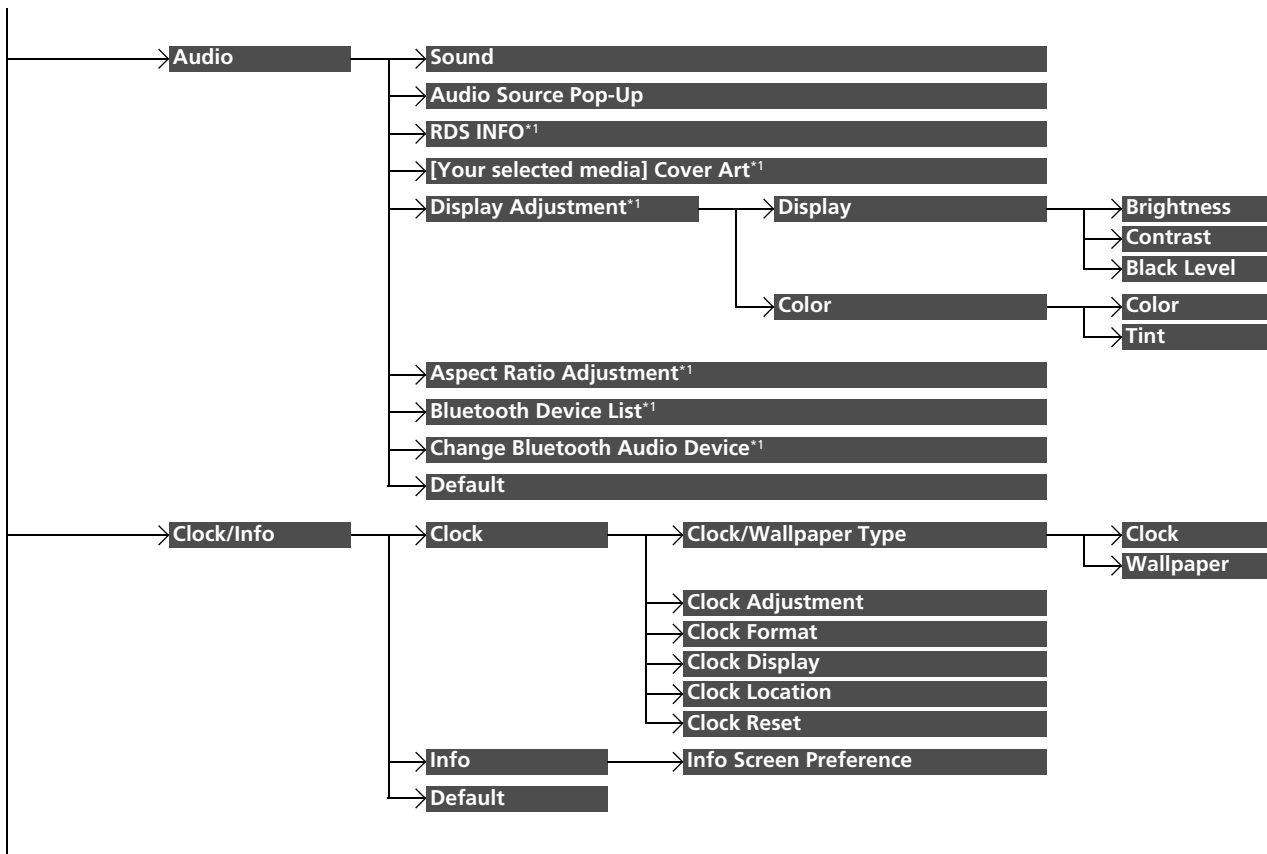 Audio
Sound
Audio Source Pop-Up
RDS INFO*1
[Your selected media] Cover Art*1
Display Adjustment*1
Display
Brightness
Contrast
Black Level
Color
Color
Tint
Aspect Ratio Adjustment*1
Bluetooth Device List*1
Change Bluetooth Audio Device*1
Default
Clock/Info
Clock
Clock/Wallpaper Type
Clock
Wallpaper
Clock Adjustment
Clock Format
Clock Display
Clock Location
Clock Reset
Info
Info Screen Preference
Default